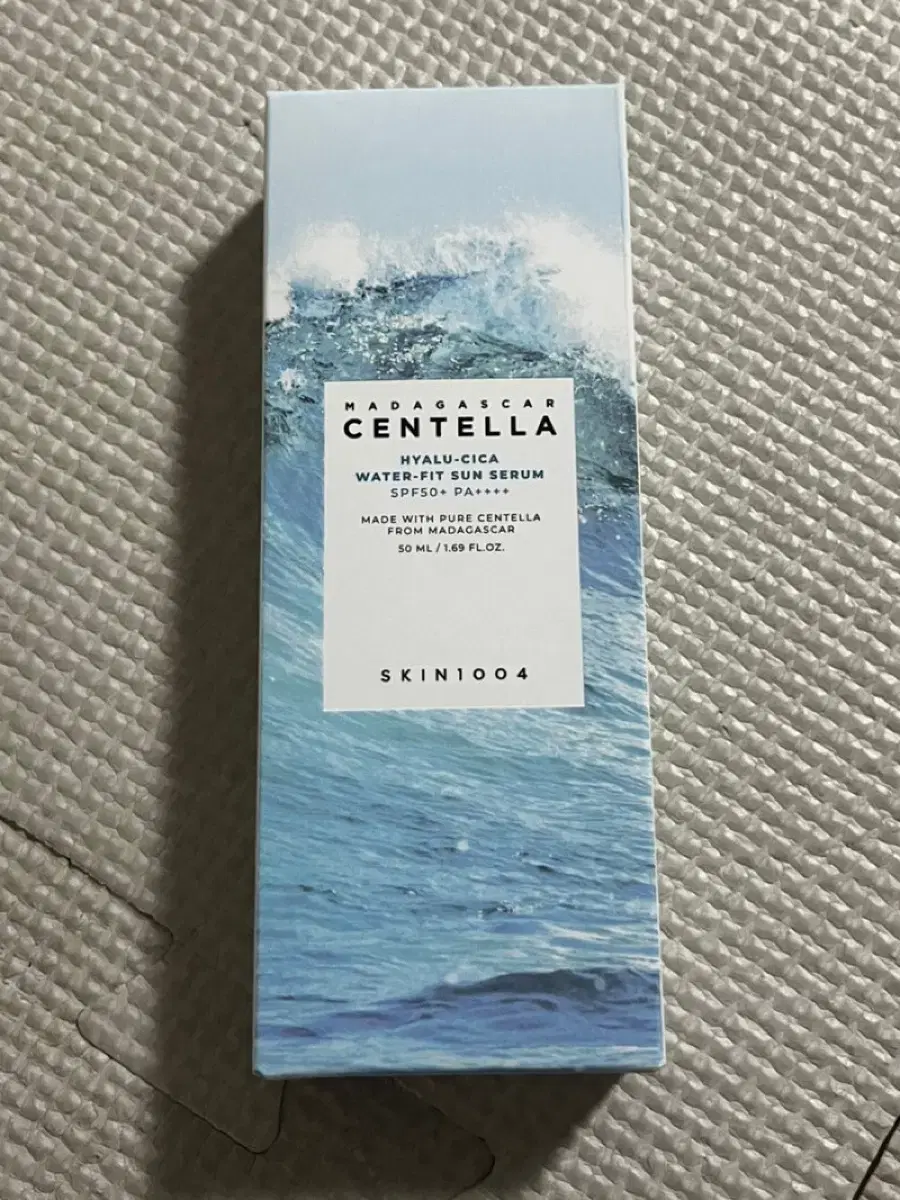 MADAGASCAR
CENTELLA
HYALU-CICA
WATER-FIT SUN SERUM
SPF50+ PA++++
MADE WITH PURE CENTELLA
FROM MADAGASCAR
50 ML / 1.69 FL.OZ.
SKIN1004